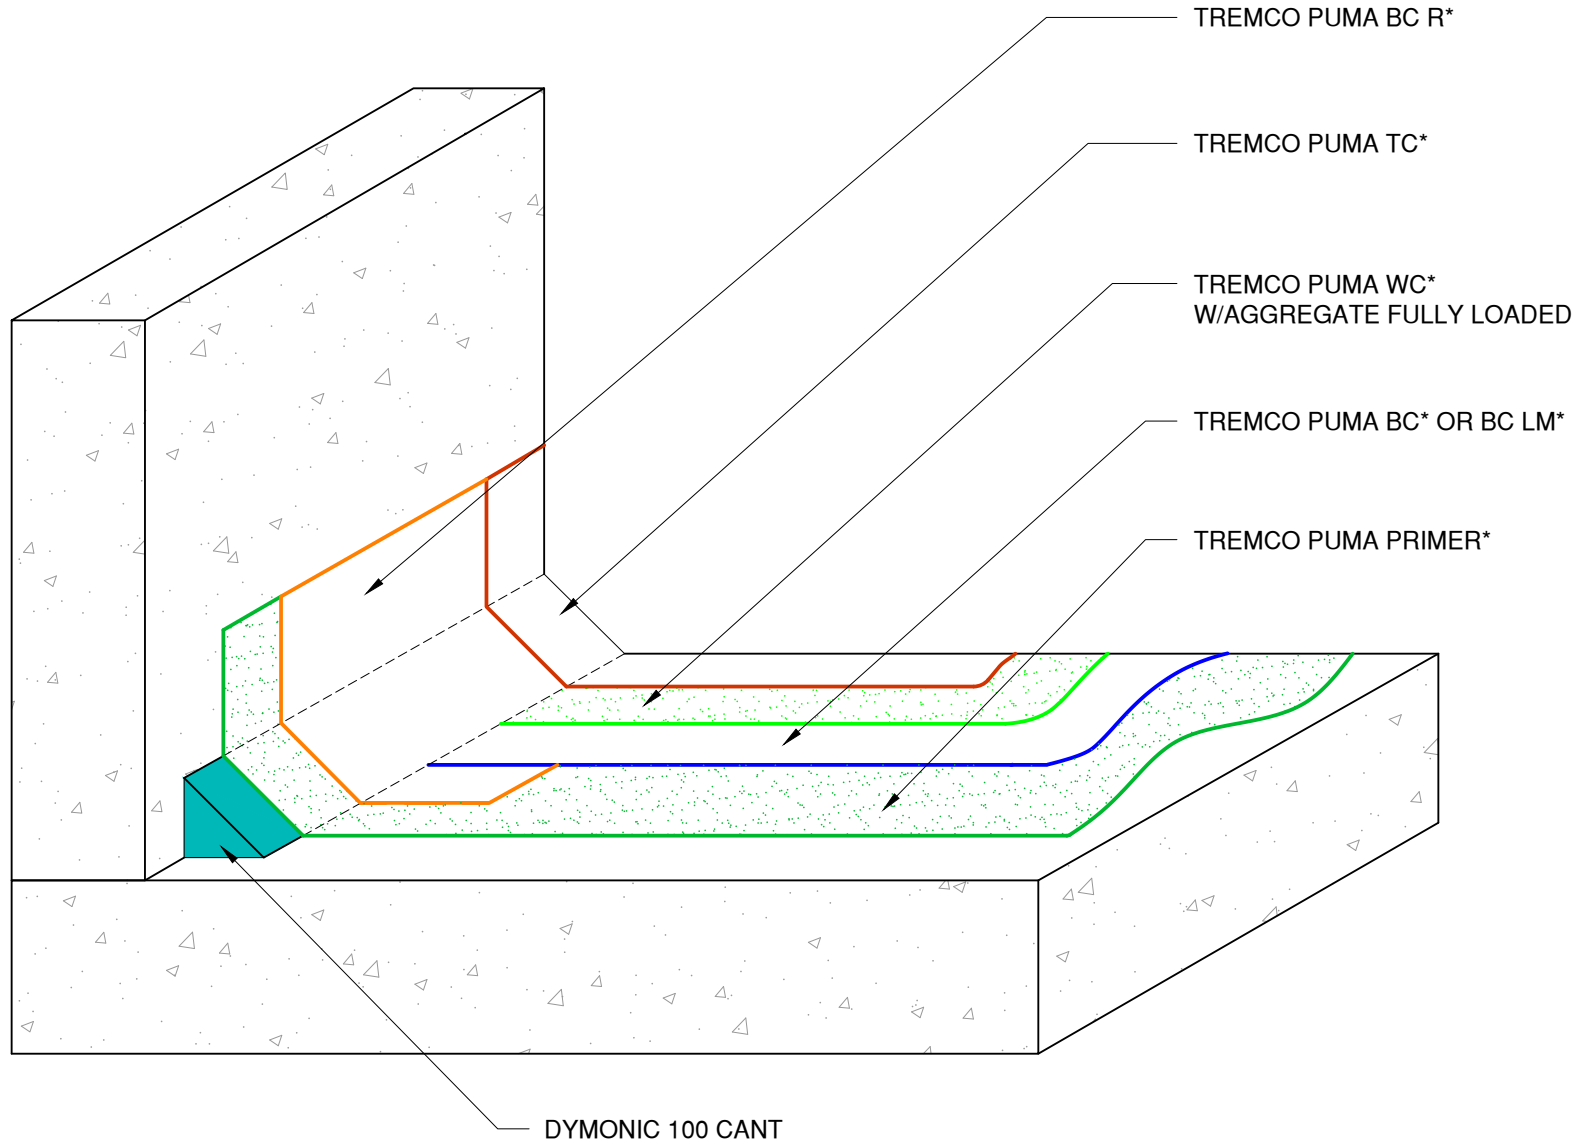 TREMCO PUMA BC R*
TREMCO PUMA TC*
TREMCO PUMA WC*
W/AGGREGATE FULLY LOADED
TREMCO PUMA BC* OR BC LM*
TREMCO PUMA PRIMER*
DYMONIC 100 CANT